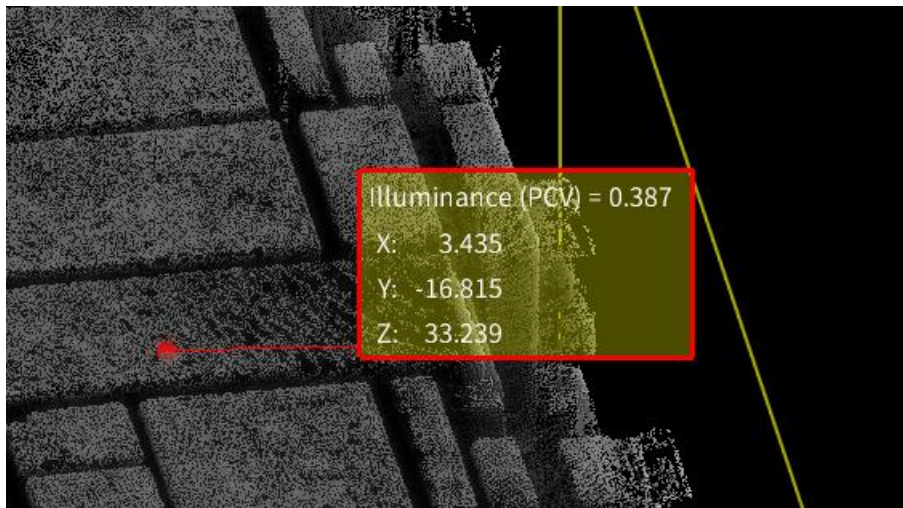 Illuminance (PCV) = 0.387
X: 3.435
Y: -16.815
Z: 33.239